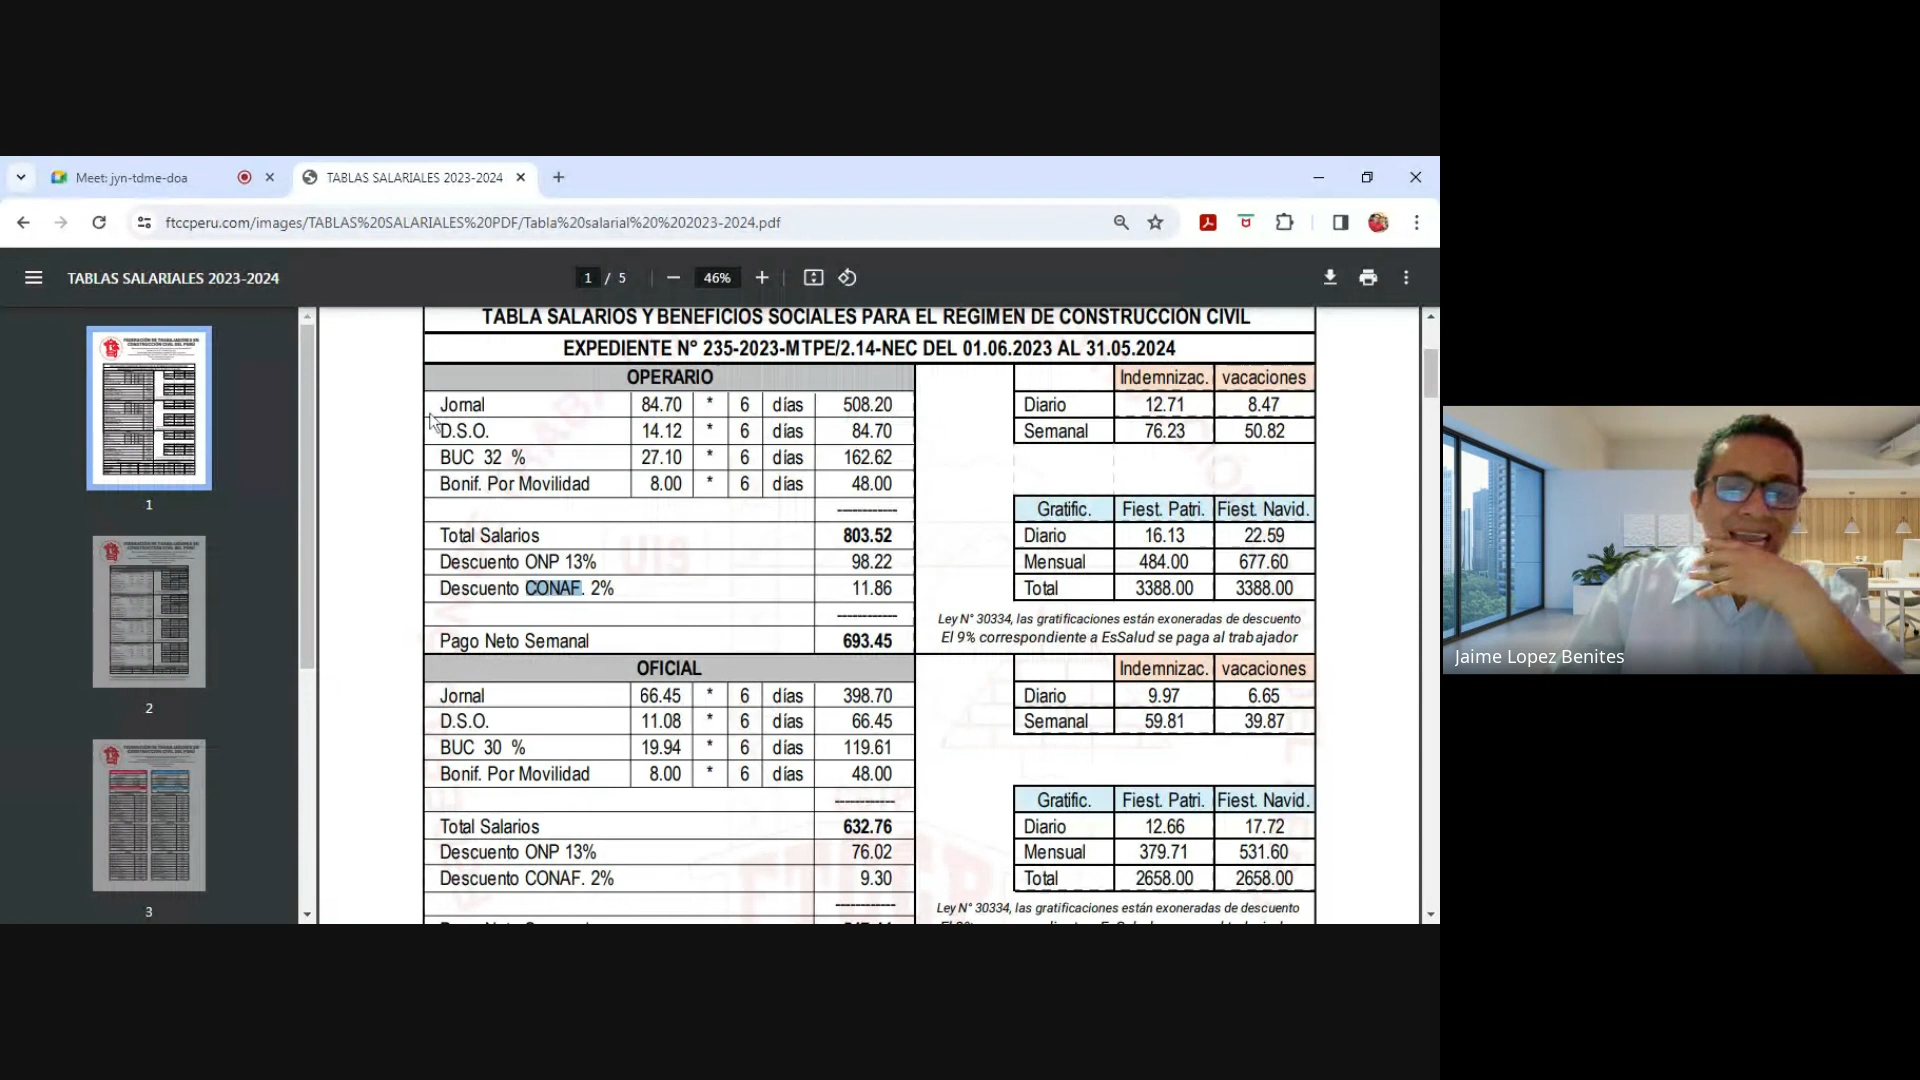 Meet: jyn-tdme-doa
TABLAS SALARIALES 2023-2024
ftccperu.com/images/TABLAS%20SALARIALES%20PDF/Tabla%20salarial%20%202023-2024.pdf
TABLAS SALARIALES 2023-2024
1 / 5
46%
TABLA SALARIOS Y BENEFICIOS SOCIALES PARA EL REGIMEN DE CONSTRUCCIÓN CIVIL
EXPEDIENTE N° 235-2023-MTPE/2.14-NEC DEL 01.06.2023 AL 31.05.2024
OPERARIO
Jornal 84.70 * 6 días 508.20
D.S.O. 14.12 * 6 días 84.70
BUC 32 % 27.10 * 6 días 162.62
Bonif. Por Movilidad 8.00 * 6 días 48.00
------------
Total Salarios 803.52
Descuento ONP 13% 98.22
Descuento CONAF. 2% 11.86
------------
Pago Neto Semanal 693.45
Indemnizac. vacaciones
Diario 12.71 8.47
Semanal 76.23 50.82
Gratific. Fiest. Patri. Fiest. Navid.
Diario 16.13 22.59
Mensual 484.00 677.60
Total 3388.00 3388.00
Ley N° 30334, las gratificaciones están exoneradas de descuento
El 9% correspondiente a EsSalud se paga al trabajador
OFICIAL
Jornal 66.45 * 6 días 398.70
D.S.O. 11.08 * 6 días 66.45
BUC 30 % 19.94 * 6 días 119.61
Bonif. Por Movilidad 8.00 * 6 días 48.00
------------
Total Salarios 632.76
Descuento ONP 13% 76.02
Descuento CONAF. 2% 9.30
------------
Indemnizac. vacaciones
Diario 9.97 6.65
Semanal 59.81 39.87
Gratific. Fiest. Patri. Fiest. Navid.
Diario 12.66 17.72
Mensual 379.71 531.60
Total 2658.00 2658.00
Ley N° 30334, las gratificaciones están exoneradas de descuento
1
2
3
Jaime Lopez Benites